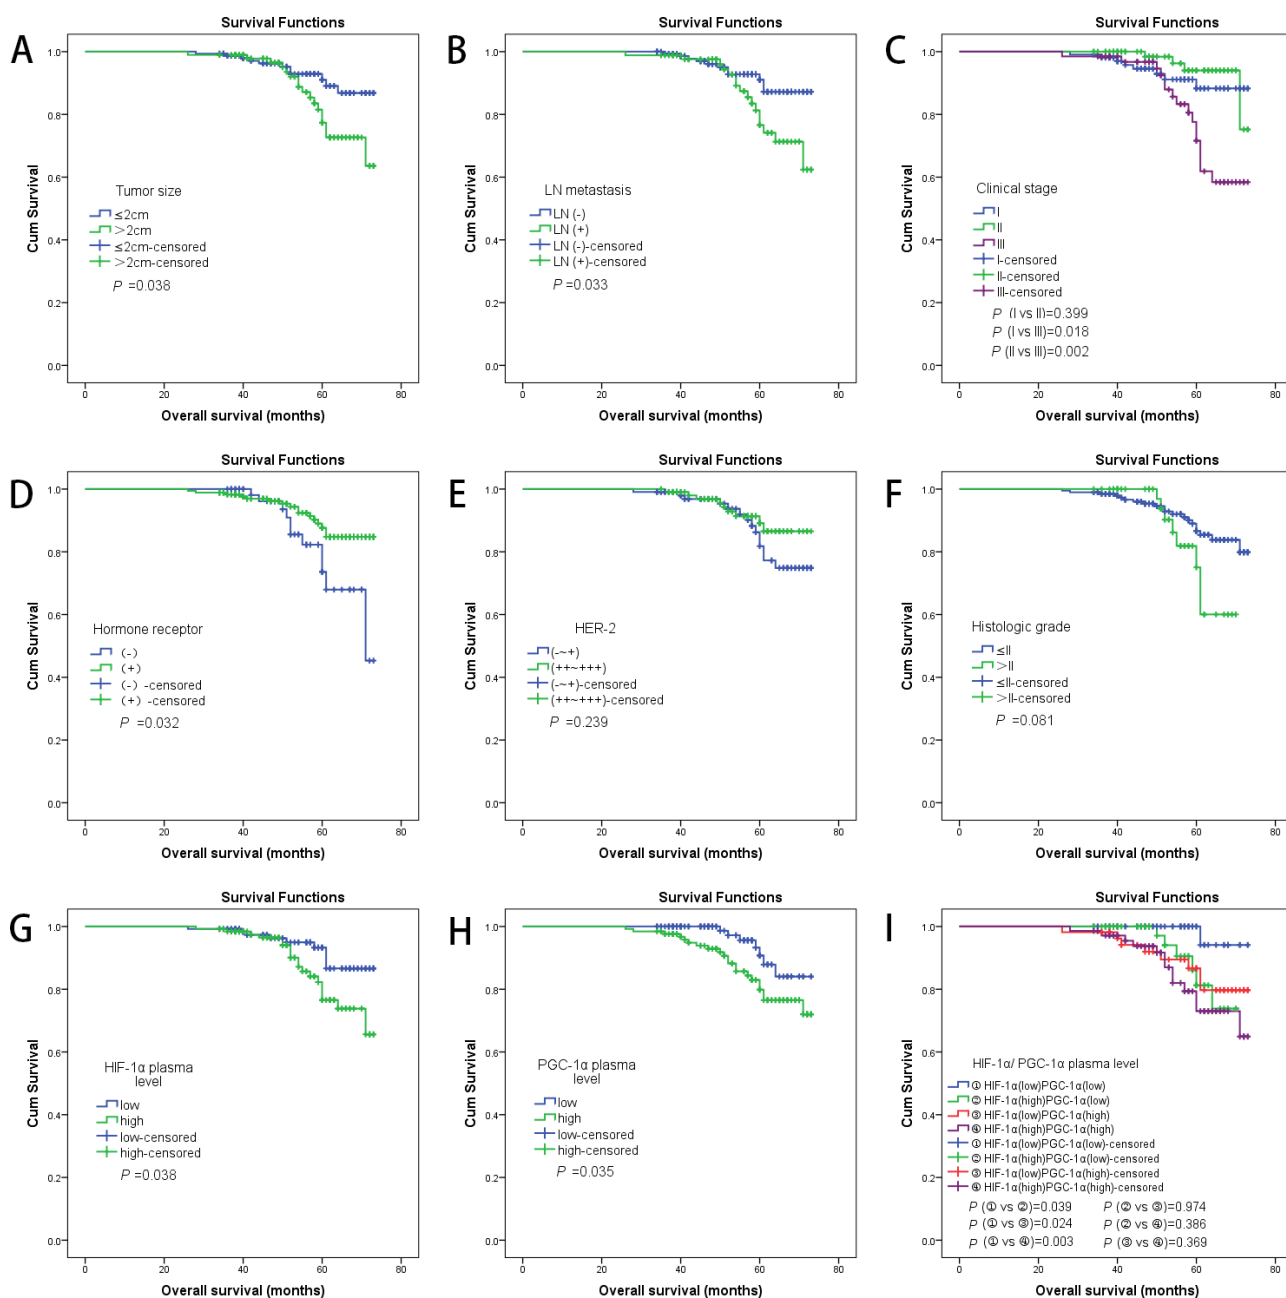 Survival Functions
A
Cum Survival
1.0
0.8
0.6
0.4
0.2
0.0
Tumor size
≤2cm
>2cm
≤2cm-censored
>2cm-censored
P =0.038
0 20 40 60 80
Overall survival (months)
Survival Functions
B
Cum Survival
1.0
0.8
0.6
0.4
0.2
0.0
LN metastasis
LN (-)
LN (+)
LN (-)-censored
LN (+)-censored
P =0.033
0 20 40 60 80
Overall survival (months)
Survival Functions
C
Cum Survival
1.0
0.8
0.6
0.4
0.2
0.0
Clinical stage
I
II
III
I-censored
II-censored
III-censored
P (I vs II)=0.399
P (I vs III)=0.018
P (II vs III)=0.002
0 20 40 60 80
Overall survival (months)
Survival Functions
D
Cum Survival
1.0
0.8
0.6
0.4
0.2
0.0
Hormone receptor
(-)
(+)
(-) -censored
(+) -censored
P =0.032
0 20 40 60 80
Overall survival (months)
Survival Functions
E
Cum Survival
1.0
0.8
0.6
0.4
0.2
0.0
HER-2
(-~+)
(++~+++)
(-~+)-censored
(++~+++)-censored
P =0.239
0 20 40 60 80
Overall survival (months)
Survival Functions
F
Cum Survival
1.0
0.8
0.6
0.4
0.2
0.0
Histologic grade
≤II
>II
≤II-censored
>II-censored
P =0.081
0 20 40 60 80
Overall survival (months)
Survival Functions
G
Cum Survival
1.0
0.8
0.6
0.4
0.2
0.0
HIF-1α plasma
level
low
high
low-censored
high-censored
P =0.038
0 20 40 60 80
Overall survival (months)
Survival Functions
H
Cum Survival
1.0
0.8
0.6
0.4
0.2
0.0
PGC-1α plasma
level
low
high
low-censored
high-censored
P =0.035
0 20 40 60 80
Overall survival (months)
Survival Functions
I
Cum Survival
1.0
0.8
0.6
0.4
0.2
0.0
HIF-1α/ PGC-1α plasma level
① HIF-1α(low)PGC-1α(low)
② HIF-1α(high)PGC-1α(low)
③ HIF-1α(low)PGC-1α(high)
④ HIF-1α(high)PGC-1α(high)
① HIF-1α(low)PGC-1α(low)-censored
② HIF-1α(high)PGC-1α(low)-censored
③ HIF-1α(low)PGC-1α(high)-censored
④ HIF-1α(high)PGC-1α(high)-censored
P (① vs ②)=0.039 P (② vs ③)=0.974
P (① vs ③)=0.024 P (② vs ④)=0.386
P (① vs ④)=0.003 P (③ vs ④)=0.369
0 20 40 60 80
Overall survival (months)